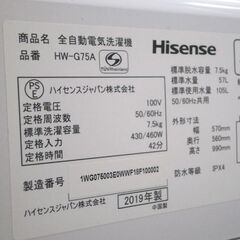 商品名 全自動電気洗濯機
品番 HW-G75A
Hisense
PS
E
ハイセンスジャパン株式会社
定格電圧 100V
定格周波数 50/60Hz
定格容量 7.5kg
定格消費電力 430/460W
定格時間 42分
製造番号
1WG075003E0WWF19F100002
ハイセンスジャパン株式会社
2019年製
中国製
標準脱水容量 7.5kg
標準水量 57L
標準使用水量 105L
50/60Hz共用
外形寸法
幅) 570mm
奥行) 560mm
高さ) 990mm
防水等級 IPX4